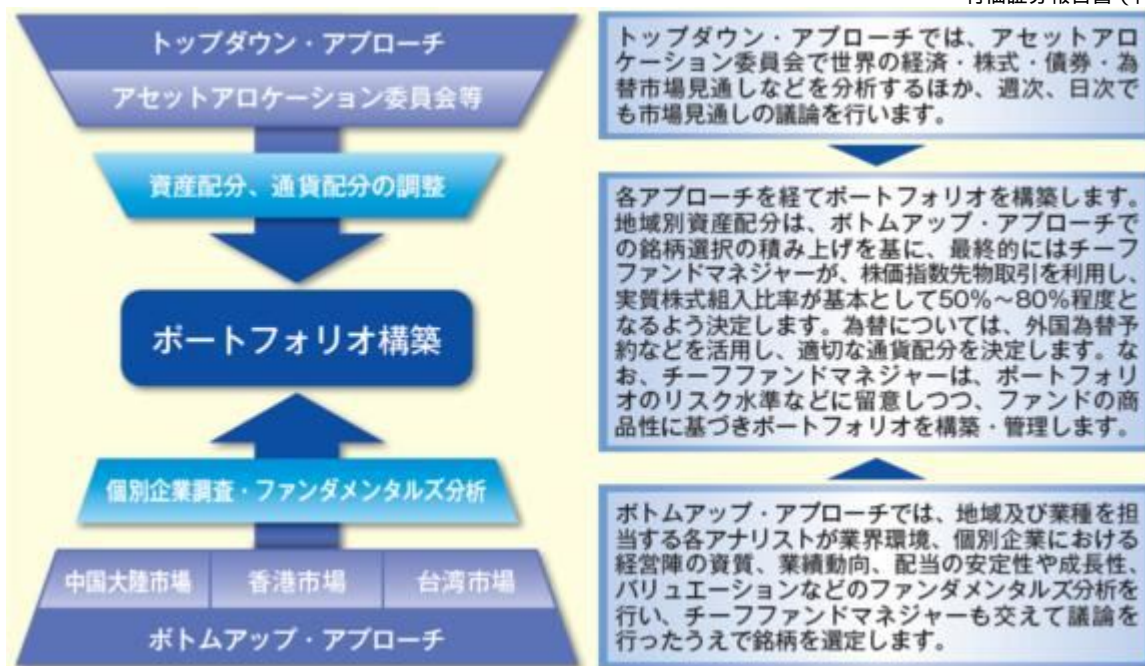 トップダウン・アプローチ
アセットアロケーション委員会等
資産配分、通貨配分の調整
ポートフォリオ構築
個別企業調査・ファンダメンタルズ分析
中国大陸市場
香港市場
台湾市場
ボトムアップ・アプローチ
トップダウン・アプローチでは、アセットアロ
ケーション委員会で世界の経済・株式・債券・為
替市場見通しなどを分析するほか、週次、日次で
も市場見通しの議論を行います。
各アプローチを経てポートフォリオを構築します。
地域別資産配分は、ボトムアップ・アプローチで
の銘柄選択の積み上げを基に、最終的にはチーフ
ファンドマネジャーが、株価指数先物取引を利用し、
実質株式組入比率が基本として50%～80%程度と
なるよう決定します。為替については、外国為替予
約などを活用し、適切な通貨配分を決定します。な
お、チーフファンドマネジャーは、ポートフォリ
オのリスク水準などに留意しつつ、ファンドの商
品性に基づきポートフォリオを構築・管理します。
ボトムアップ・アプローチでは、地域及び業種を担
当する各アナリストが業界環境、個別企業における
経営陣の資質、業績動向、配当の安定性や成長性、
バリュエーションなどのファンダメンタルズ分析を
行い、チーフファンドマネジャーも交えて議論を
行ったうえで銘柄を選定します。